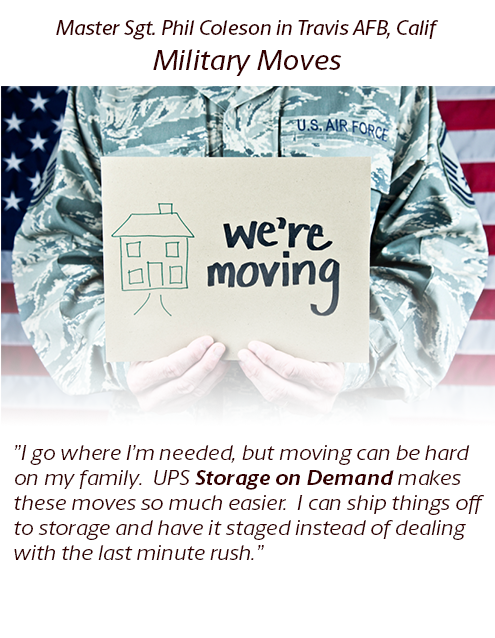 Master Sgt. Phil Coleson in Travis AFB, Calif
Military Moves
U.S. AIR FORCE
we're
moving
"I go where I'm needed, but moving can be hard
on my family.  UPS Storage on Demand makes
these moves so much easier.  I can ship things off
to storage and have it staged instead of dealing
with the last minute rush."